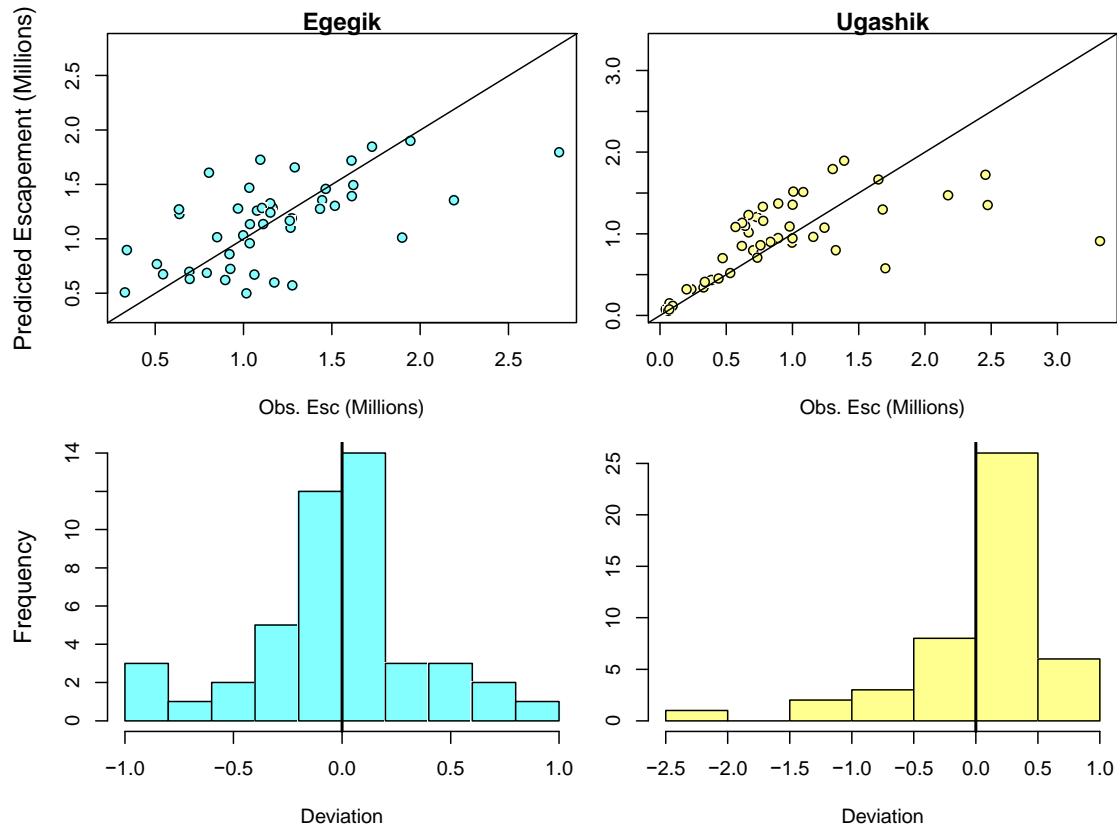 Egegik
Ugashik
Predicted Escapement (Millions)
2.5
2.0
1.5
1.0
0.5
3.0
2.0
1.0
0.0
0.5 1.0 1.5 2.0 2.5
0.0 0.5 1.0 1.5 2.0 2.5 3.0
Obs. Esc (Millions)
Obs. Esc (Millions)
Frequency
14
10
8
6
4
2
0
25
20
15
10
5
0
−1.0 −0.5 0.0 0.5 1.0
−2.5 −2.0 −1.5 −1.0 −0.5 0.0 0.5 1.0
Deviation
Deviation